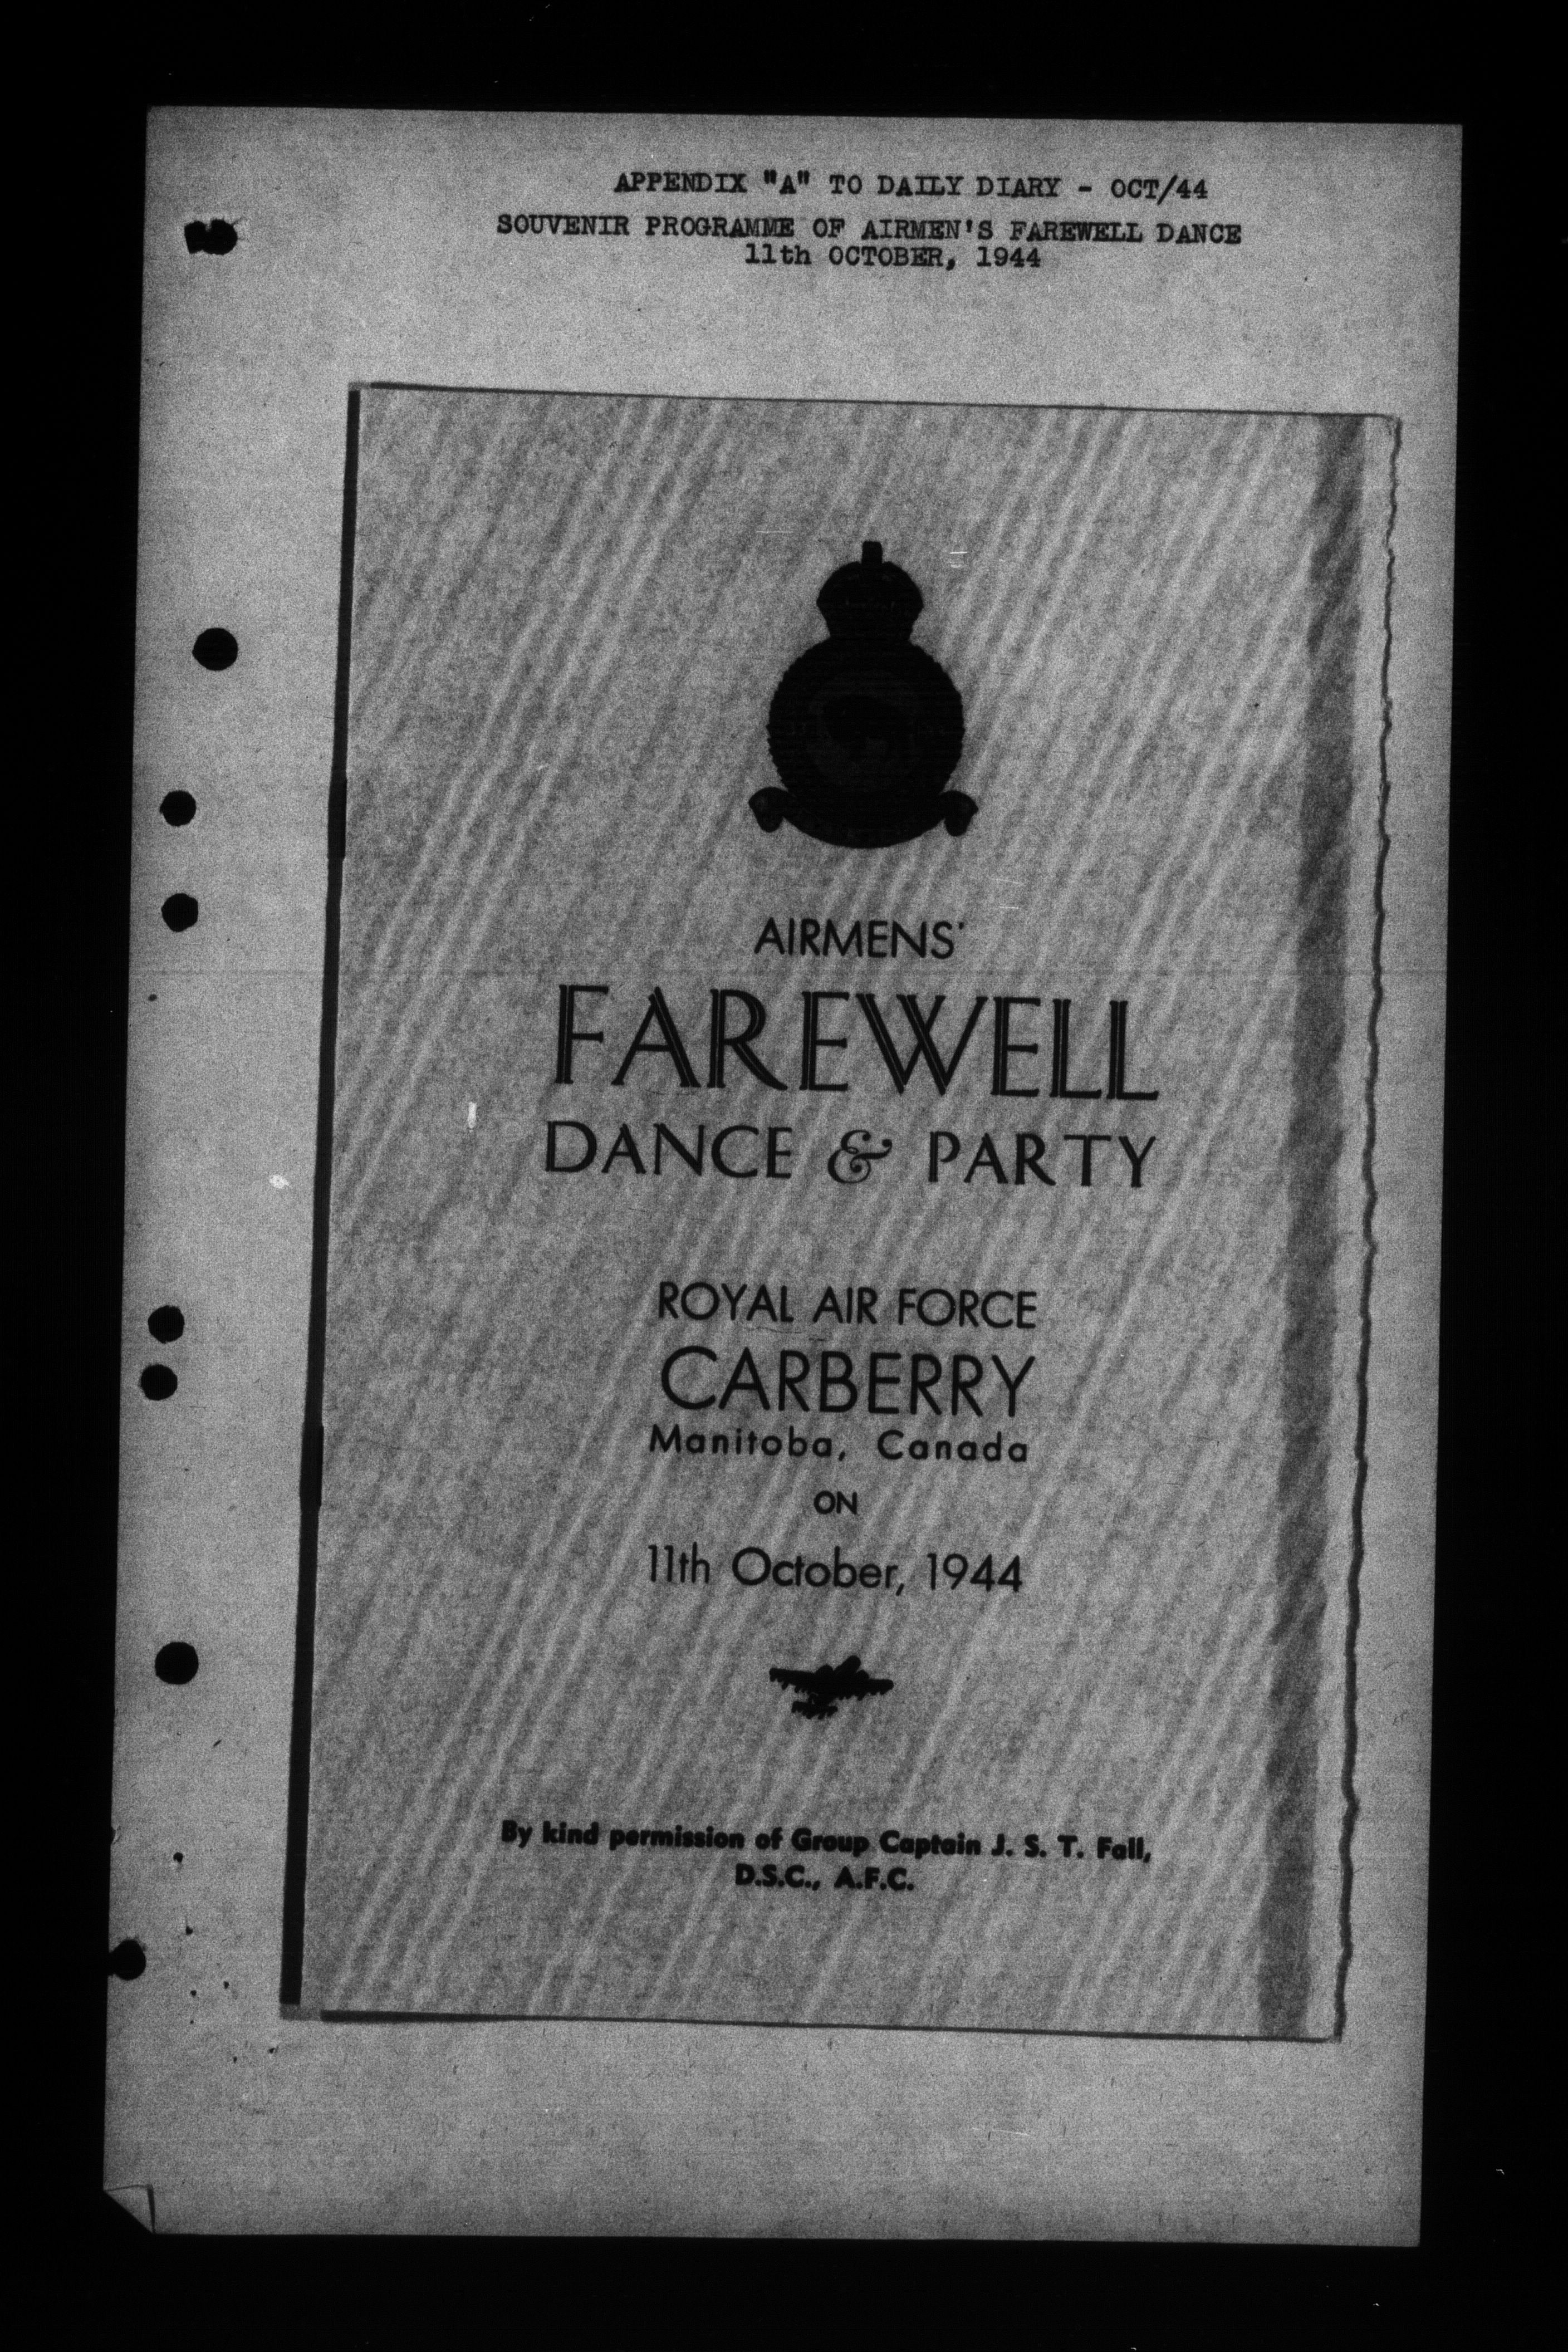 APPENDIX "A" TO DAILY DIARY - OCT/44
SOUVENIR PROGRAMME OF AIRMEN'S FAREWELL DANCE
11th OCTOBER, 1944
33
AIRMENS'
FAREWELL
DANCE & PARTY
ROYAL AIR FORCE
CARBERRY
Manitoba, Canada
ON
11th October, 1944
By kind permission of Group Captain J. S. T. Fall,
D.S.C., A.F.C.